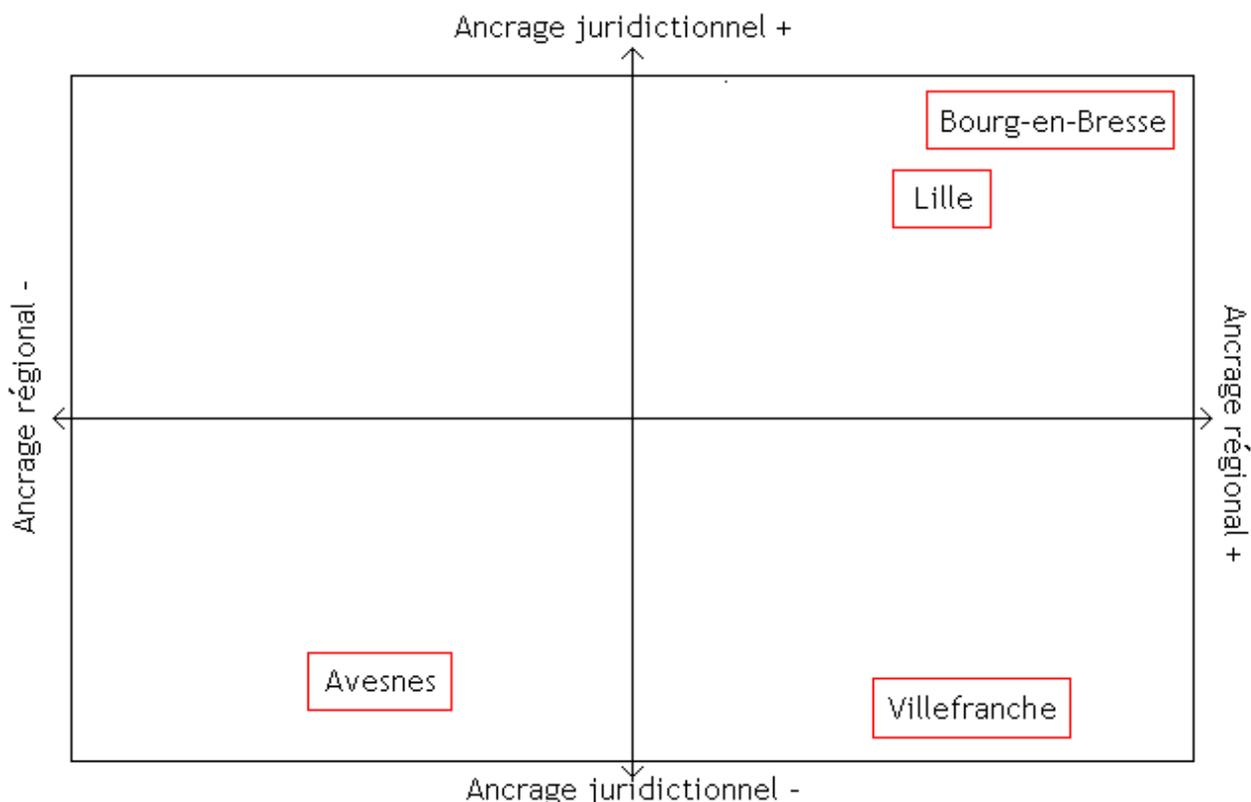 Ancrage juridictionnel +
Bourg-en-Bresse
Lille
Ancrage régional -
Ancrage régional +
Avesnes
Villefranche
Ancrage juridictionnel -